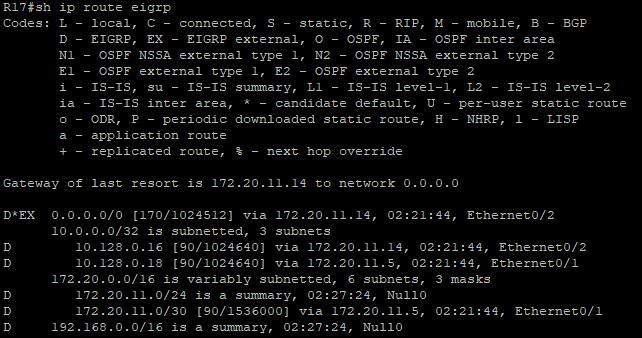 R17#sh ip route eigrp
Codes: L - local, C - connected, S - static, R - RIP, M - mobile, B - BGP
D - EIGRP, EX - EIGRP external, O - OSPF, IA - OSPF inter area
N1 - OSPF NSSA external type 1, N2 - OSPF NSSA external type 2
E1 - OSPF external type 1, E2 - OSPF external type 2
i - IS-IS, su - IS-IS summary, L1 - IS-IS level-1, L2 - IS-IS level-2
ia - IS-IS inter area, * - candidate default, U - per-user static route
o - ODR, P - periodic downloaded static route, H - NHRP, l - LISP
a - application route
+ - replicated route, % - next hop override
Gateway of last resort is 172.20.11.14 to network 0.0.0.0
D*EX 0.0.0.0/0 [170/1024512] via 172.20.11.14, 02:21:44, Ethernet0/2
10.0.0.0/32 is subnetted, 3 subnets
D 10.128.0.16 [90/1024640] via 172.20.11.14, 02:21:44, Ethernet0/2
D 10.128.0.18 [90/1024640] via 172.20.11.5, 02:21:44, Ethernet0/1
172.20.0.0/16 is variably subnetted, 6 subnets, 3 masks
D 172.20.11.0/24 is a summary, 02:27:24, Null0
D 172.20.11.0/30 [90/1536000] via 172.20.11.5, 02:21:44, Ethernet0/1
D 192.168.0.0/16 is a summary, 02:27:24, Null0